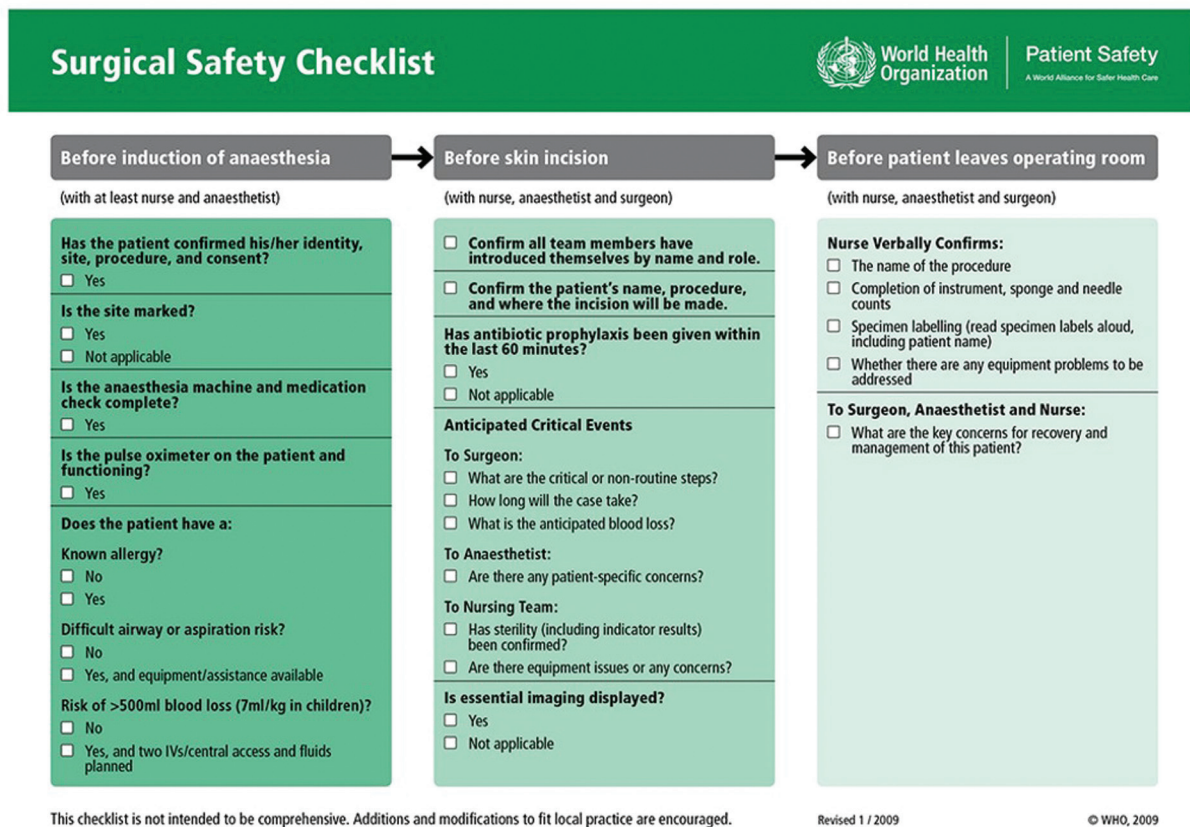 Surgical Safety Checklist
World Health
Organization
Patient Safety
A World Alliance for Safer Health Care
Before induction of anaesthesia
(with at least nurse and anaesthetist)
Has the patient confirmed his/her identity,
site, procedure, and consent?
Yes
Is the site marked?
Yes
Not applicable
Is the anaesthesia machine and medication
check complete?
Yes
Is the pulse oximeter on the patient and
functioning?
Yes
Does the patient have a:
Known allergy?
No
Yes
Difficult airway or aspiration risk?
No
Yes, and equipment/assistance available
Risk of >500ml blood loss (7ml/kg in children)?
No
Yes, and two IVs/central access and fluids
planned
Before skin incision
(with nurse, anaesthetist and surgeon)
Confirm all team members have
introduced themselves by name and role.
Confirm the patient's name, procedure,
and where the incision will be made.
Has antibiotic prophylaxis been given within
the last 60 minutes?
Yes
Not applicable
Anticipated Critical Events
To Surgeon:
What are the critical or non-routine steps?
How long will the case take?
What is the anticipated blood loss?
To Anaesthetist:
Are there any patient-specific concerns?
To Nursing Team:
Has sterility (including indicator results)
been confirmed?
Are there equipment issues or any concerns?
Is essential imaging displayed?
Yes
Not applicable
Before patient leaves operating room
(with nurse, anaesthetist and surgeon)
Nurse Verbally Confirms:
The name of the procedure
Completion of instrument, sponge and needle
counts
Specimen labelling (read specimen labels aloud,
including patient name)
Whether there are any equipment problems to be
addressed
To Surgeon, Anaesthetist and Nurse:
What are the key concerns for recovery and
management of this patient?
This checklist is not intended to be comprehensive. Additions and modifications to fit local practice are encouraged.
Revised 1 / 2009
© WHO, 2009